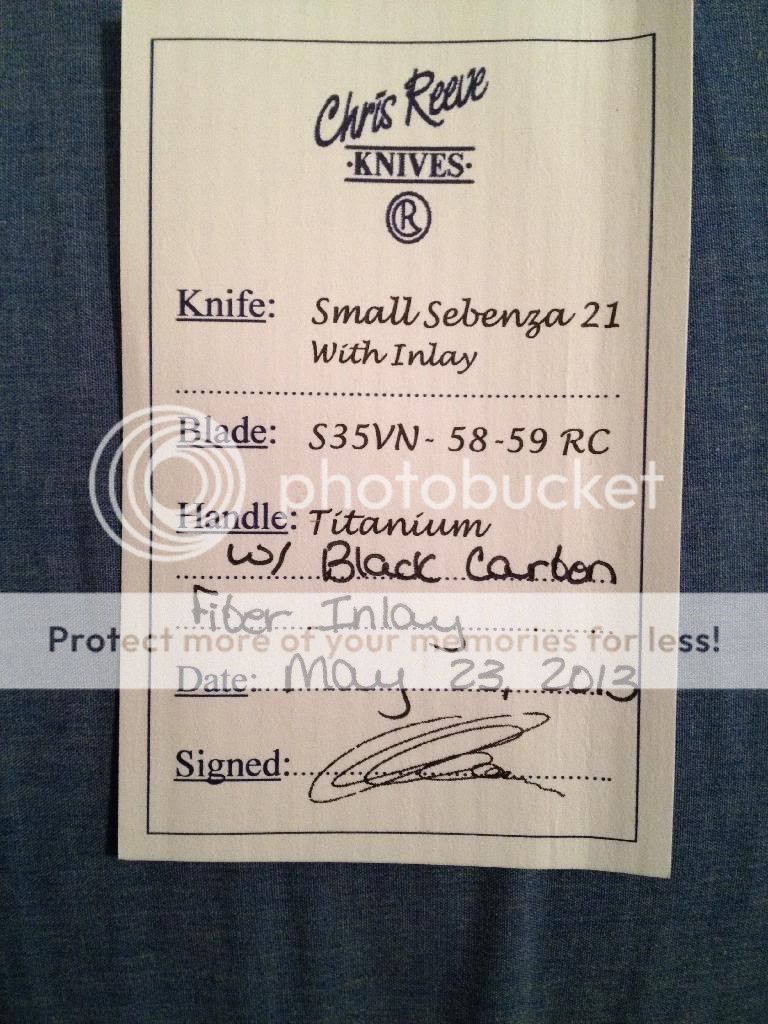 Chris Reeve
·KNIVES·
R
Knife: Small Sebenza 21
With Inlay
Blade: S35VN- 58-59 RC
photobucket
Handle: Titanium
w/ Black Carbon
Fiber Inlay
Protect more of your memories for less!
Date: May 23, 2013
Signed: